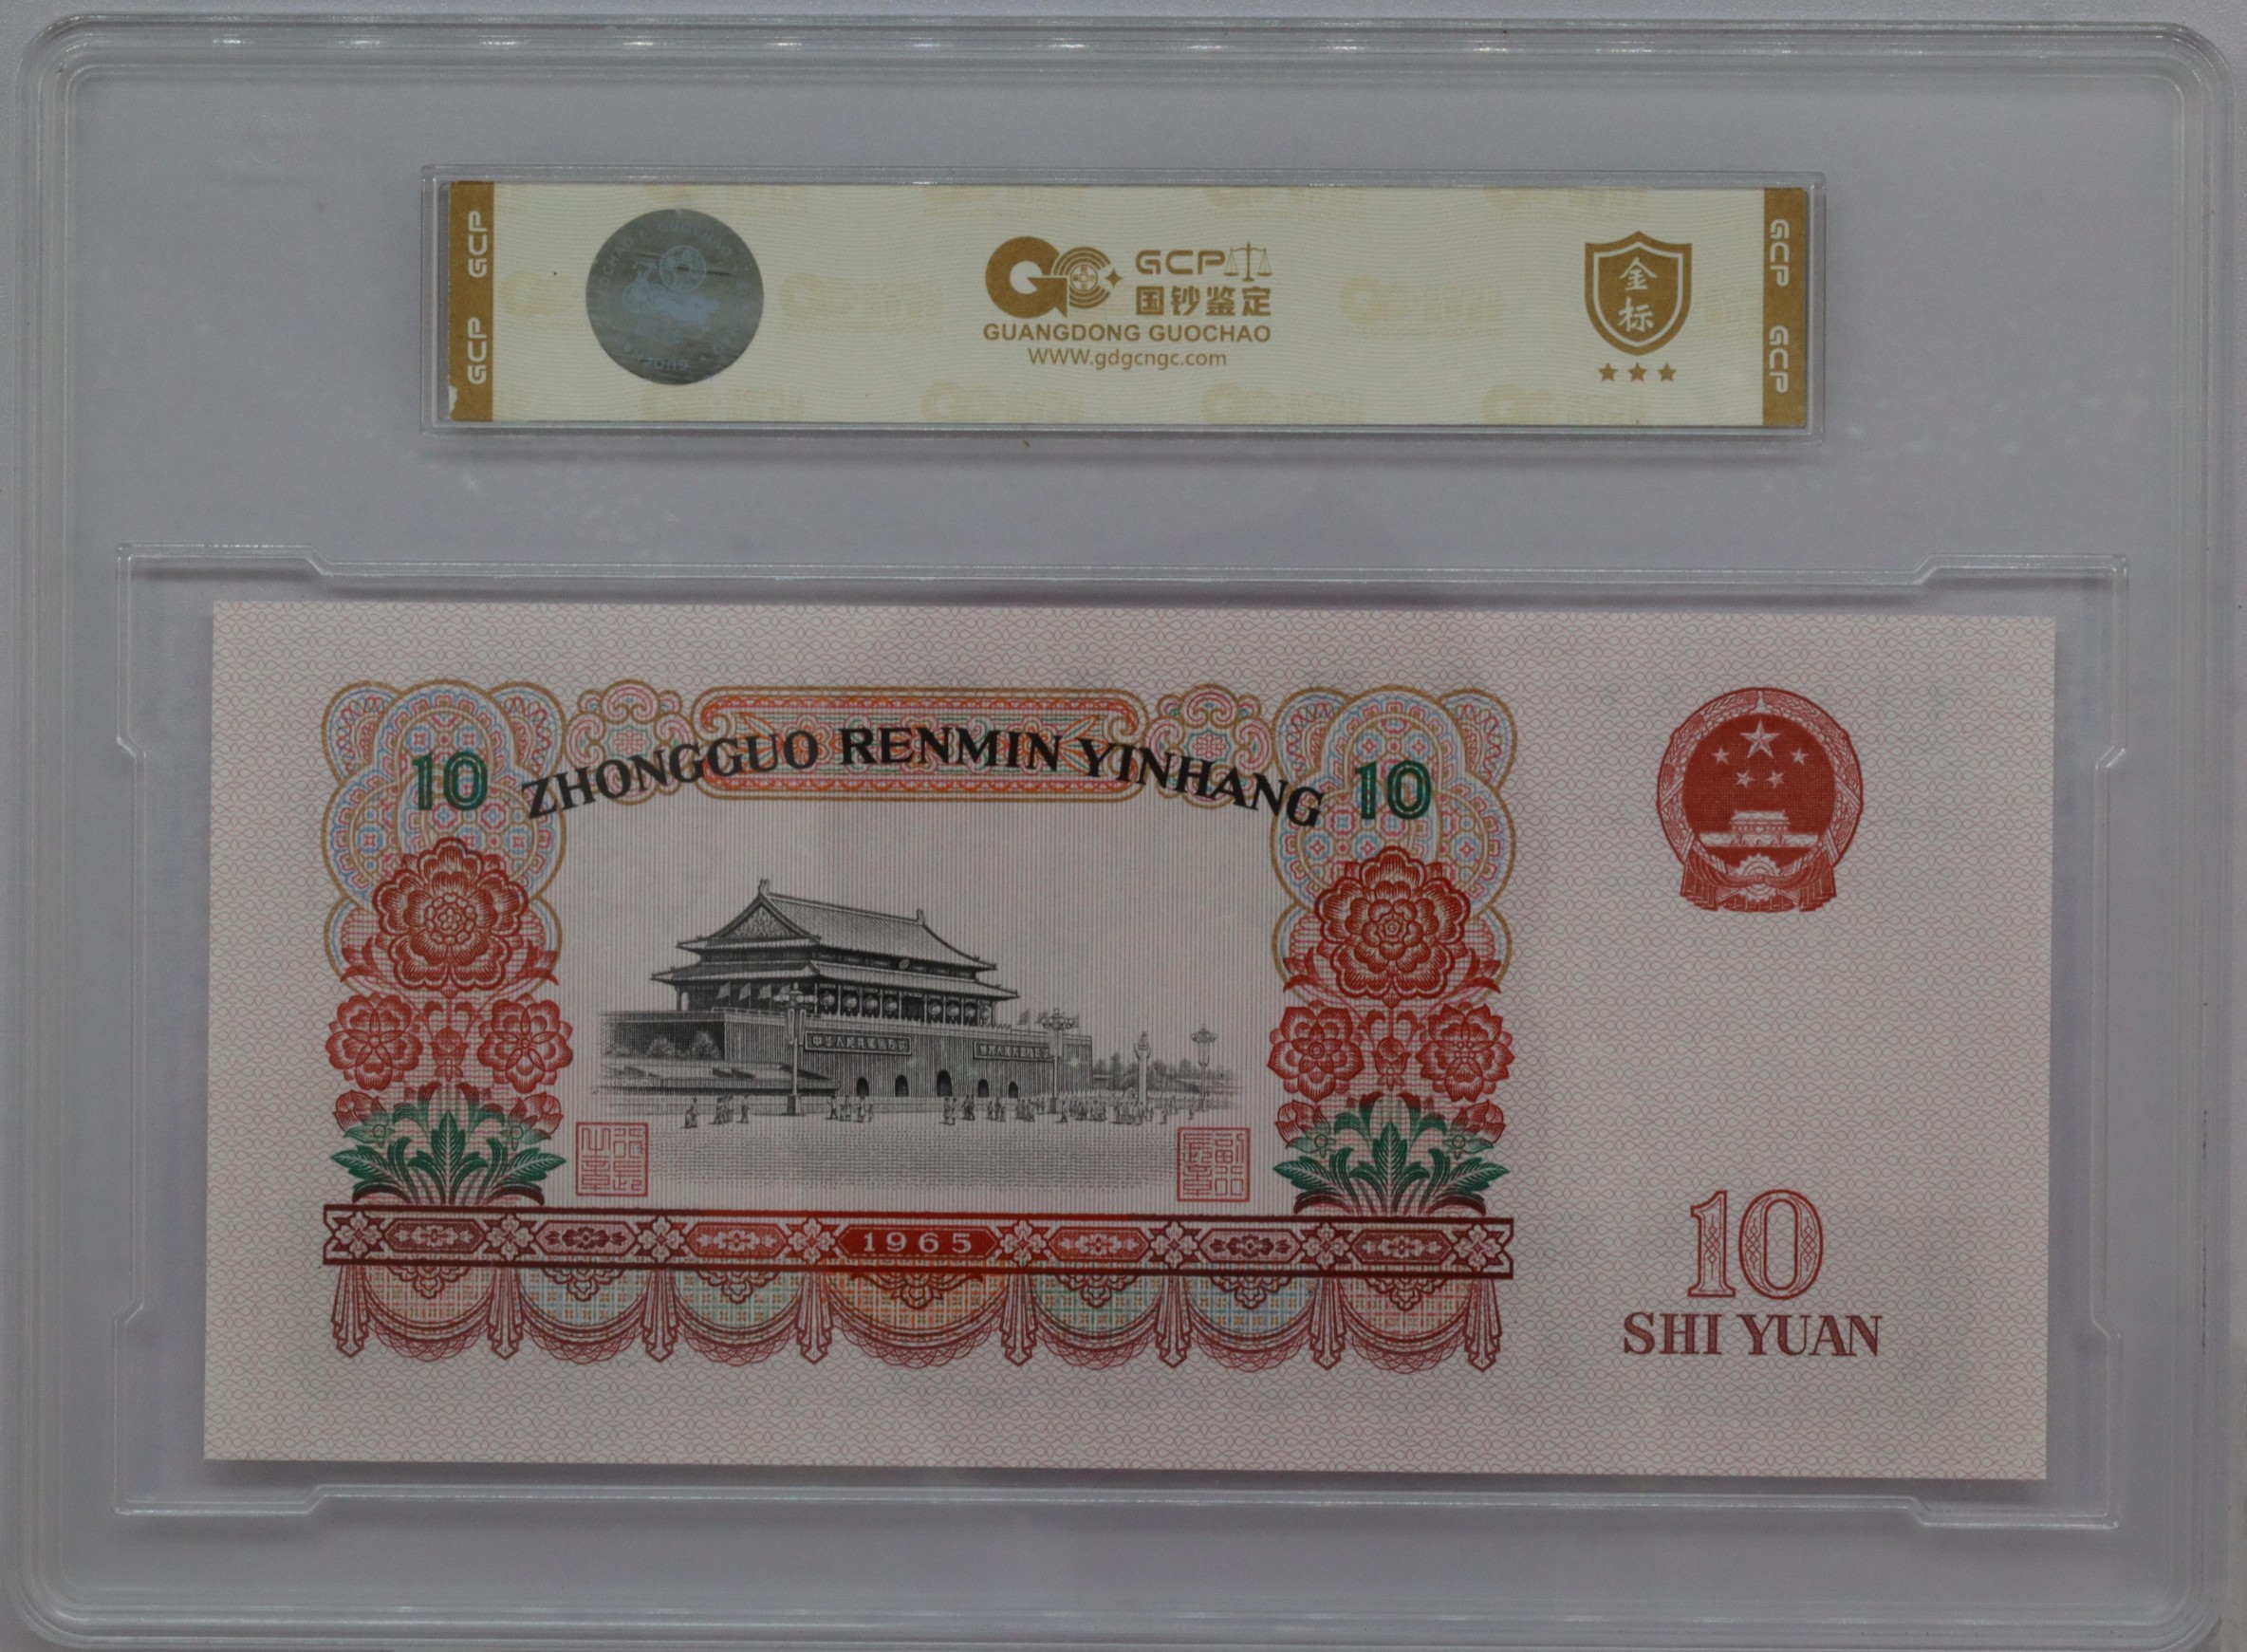 GCP GCP
GCP
国钞鉴定
GUANGDONG GUOCHAO
WWW.gdgcngc.com
金标
GCP GCP
10 ZHONGGUO RENMIN YINHANG 10
1965
10
SHI YUAN